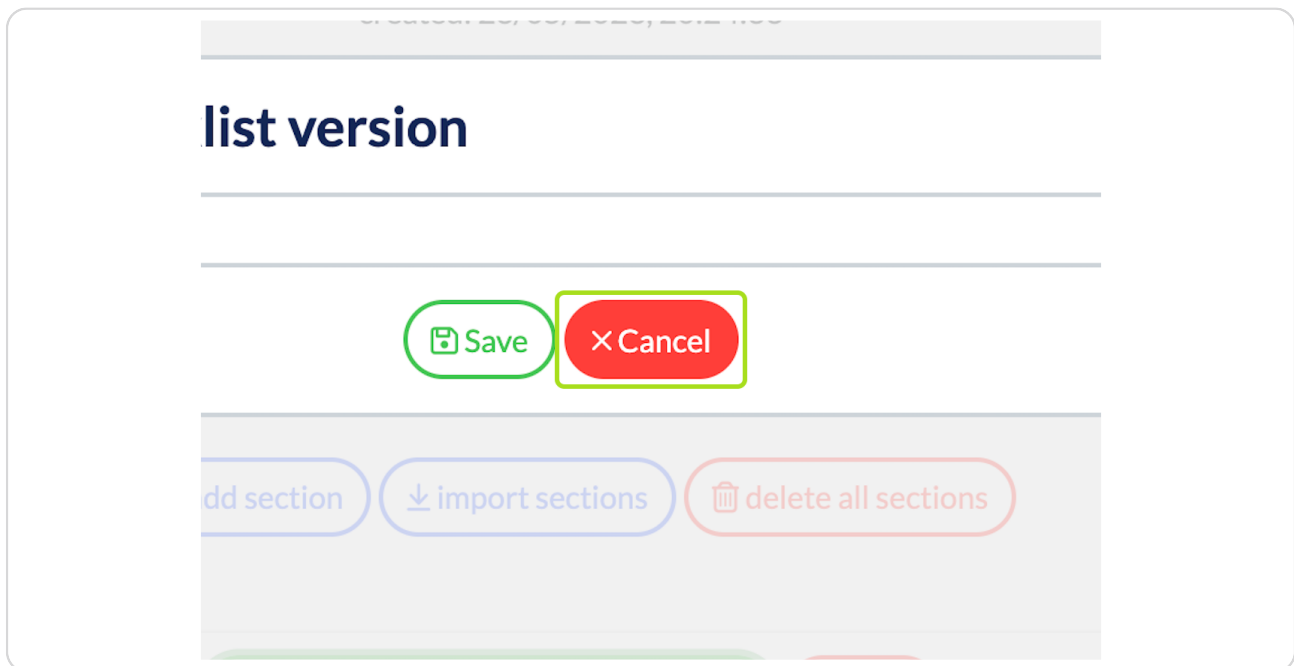 list version
Save
Cancel
dd section
import sections
delete all sections